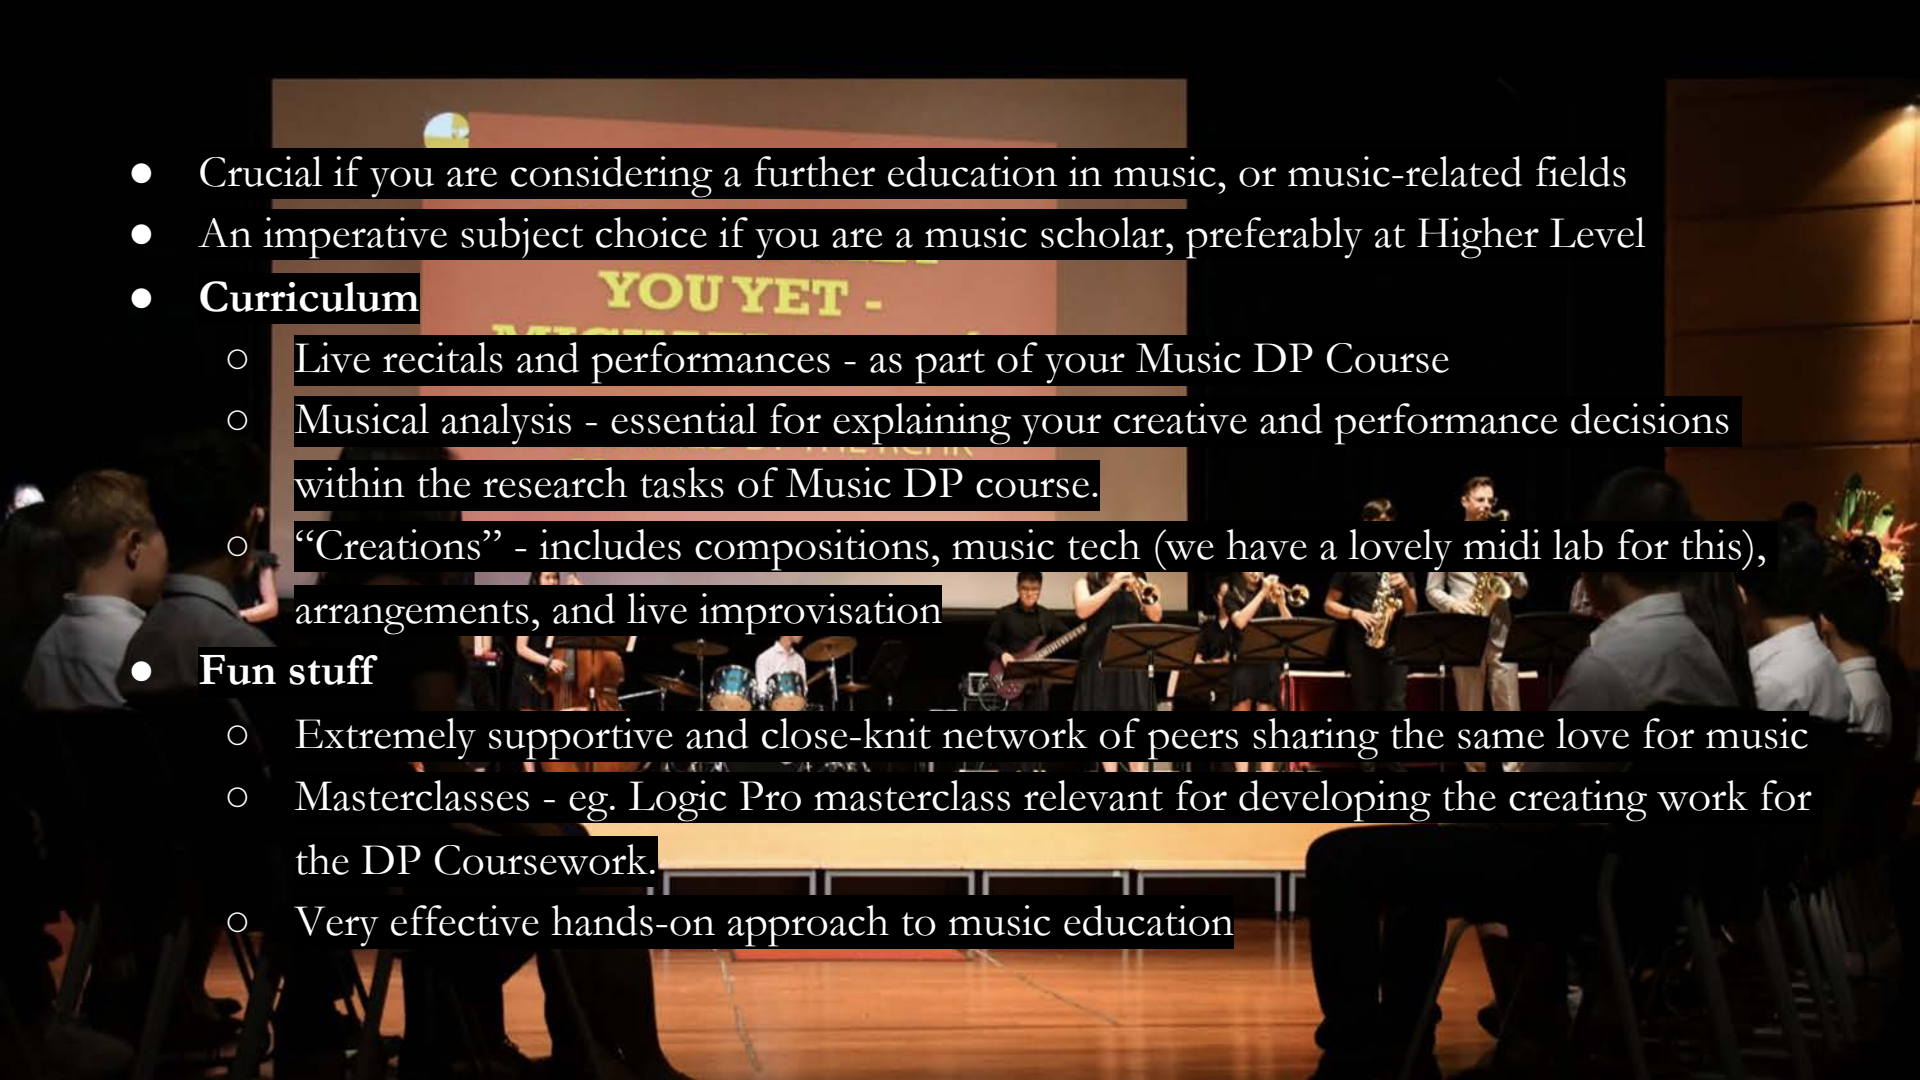 ● Crucial if you are considering a further education in music, or music-related fields
● An imperative subject choice if you are a music scholar, preferably at Higher Level
YOU YET -
● Curriculum
○ Live recitals and performances - as part of your Music DP Course
○ Musical analysis - essential for explaining your creative and performance decisions
within the research tasks of Music DP course.
○ “Creations” - includes compositions, music tech (we have a lovely midi lab for this),
arrangements, and live improvisation
● Fun stuff
○ Extremely supportive and close-knit network of peers sharing the same love for music
○ Masterclasses - eg. Logic Pro masterclass relevant for developing the creating work for
the DP Coursework.
○ Very effective hands-on approach to music education